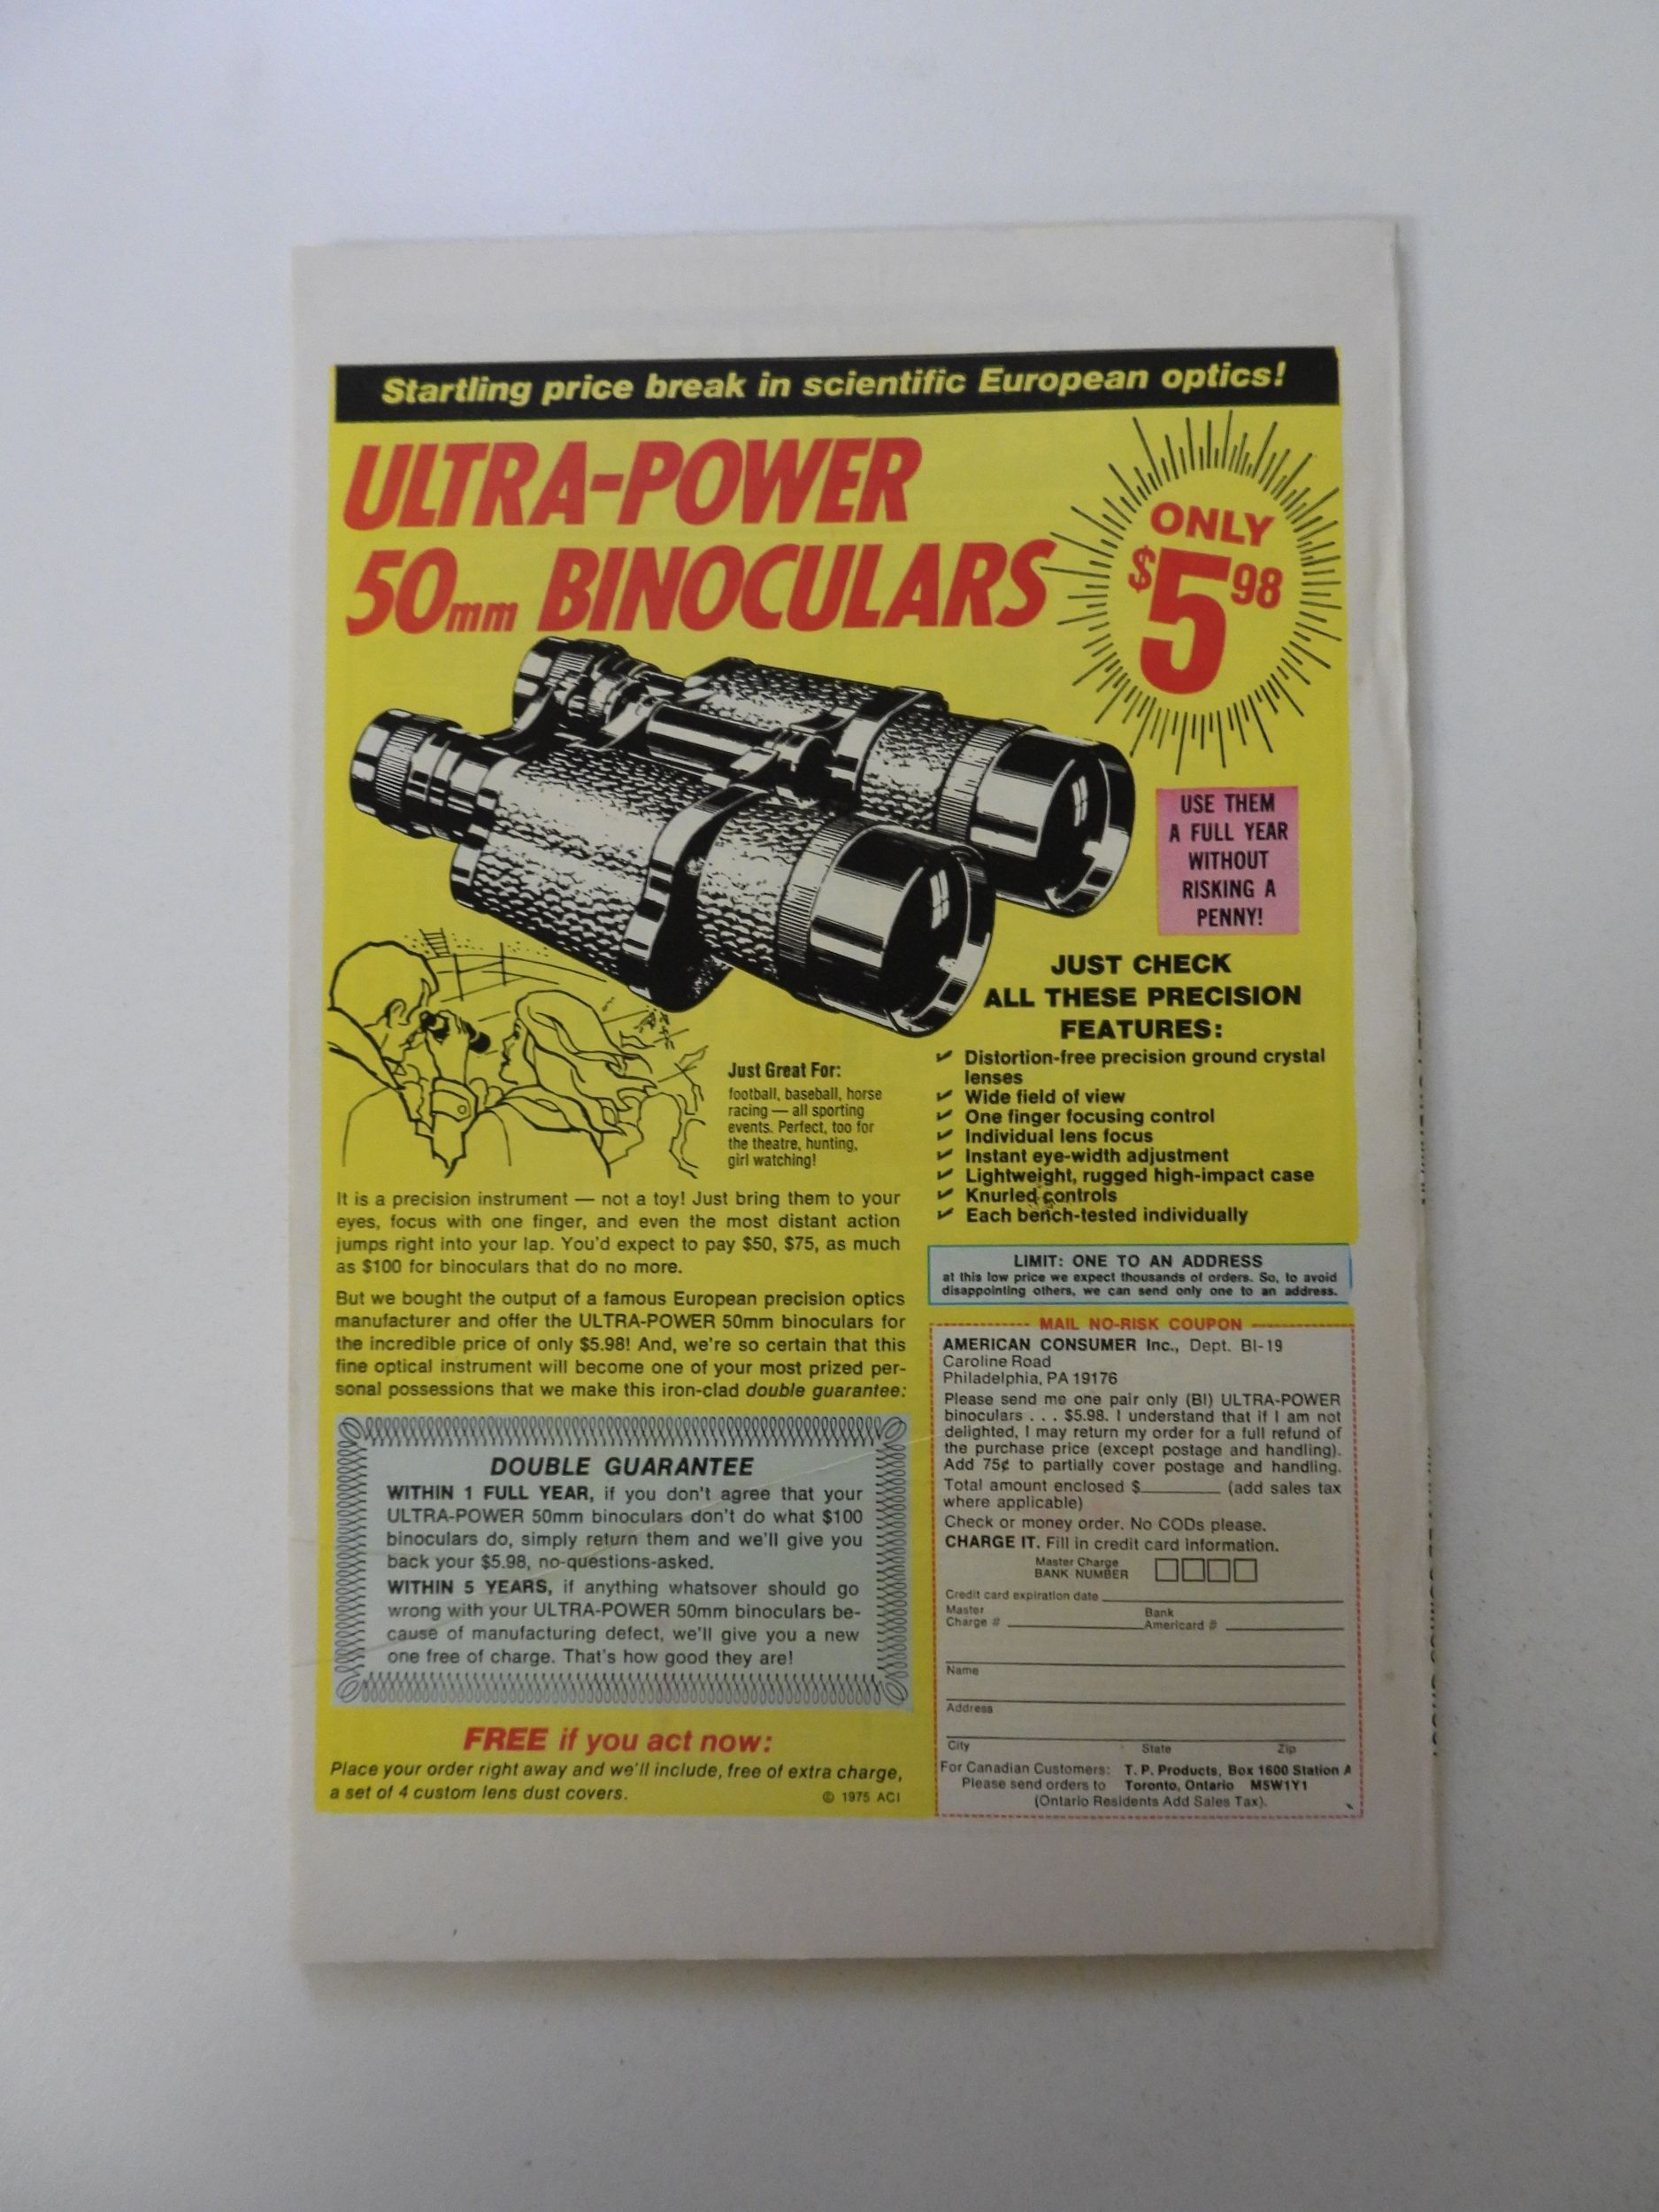 Startling price break in scientific European optics!
ULTRA-POWER
50mm BINOCULARS
ONLY
$5 98
USE THEM
A FULL YEAR
WITHOUT
RISKING A
PENNY!
JUST CHECK
ALL THESE PRECISION
FEATURES:
✔ Distortion-free precision ground crystal
lenses
✔ Wide field of view
✔ One finger focusing control
✔ Individual lens focus
✔ Instant eye-width adjustment
✔ Lightweight, rugged high-impact case
✔ Knurled controls
✔ Each bench-tested individually
Just Great For:
football, baseball, horse
racing — all sporting
events. Perfect, too for
the theatre, hunting,
girl watching!
It is a precision instrument — not a toy! Just bring them to your
eyes, focus with one finger, and even the most distant action
jumps right into your lap. You'd expect to pay $50, $75, as much
as $100 for binoculars that do no more.
But we bought the output of a famous European precision optics
manufacturer and offer the ULTRA-POWER 50mm binoculars for
the incredible price of only $5.98! And, we're so certain that this
fine optical instrument will become one of your most prized per-
sonal possessions that we make this iron-clad double guarantee:
DOUBLE GUARANTEE
WITHIN 1 FULL YEAR, if you don't agree that your
ULTRA-POWER 50mm binoculars don't do what $100
binoculars do, simply return them and we'll give you
back your $5.98, no-questions-asked.
WITHIN 5 YEARS, if anything whatsover should go
wrong with your ULTRA-POWER 50mm binoculars be-
cause of manufacturing defect, we'll give you a new
one free of charge. That's how good they are!
FREE if you act now:
Place your order right away and we'll include, free of extra charge,
a set of 4 custom lens dust covers.
© 1975 ACI
LIMIT: ONE TO AN ADDRESS
at this low price we expect thousands of orders. So, to avoid
disappointing others, we can send only one to an address.
MAIL NO-RISK COUPON
AMERICAN CONSUMER Inc., Dept. BI-19
Caroline Road
Philadelphia, PA 19176
Please send me one pair only (BI) ULTRA-POWER
binoculars . . . $5.98. I understand that if I am not
delighted, I may return my order for a full refund of
the purchase price (except postage and handling).
Add 75¢ to partially cover postage and handling.
Total amount enclosed $________ (add sales tax
where applicable)
Check or money order. No CODs please.
CHARGE IT. Fill in credit card information.
Master Charge
BANK NUMBER
Credit card expiration date
Master Bank
Charge # Americard #
Name
Address
City State Zip
For Canadian Customers: T. P. Products, Box 1600 Station A
Please send orders to Toronto, Ontario M5W1Y1
(Ontario Residents Add Sales Tax).